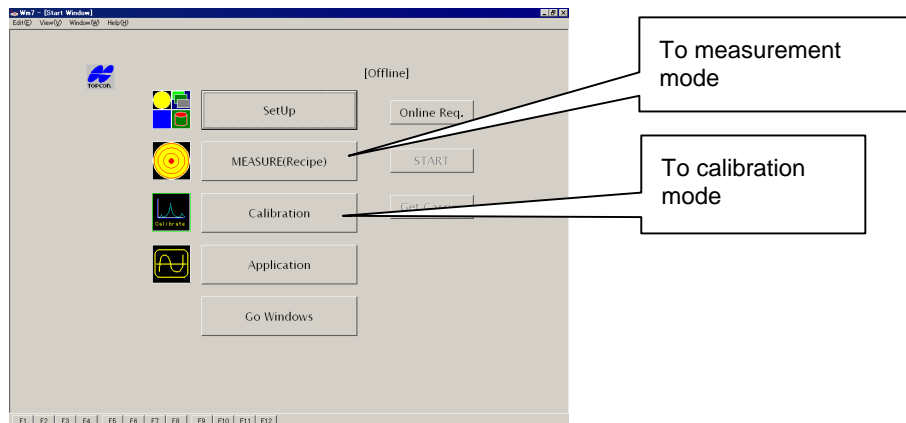 Wm7 - [Start Window]
Edit(E) View(V) Window(W) Help(H)
TOPCON
[Offline]
SetUp
Online Req.
MEASURE(Recipe)
START
Calibrate
Calibration
Application
Go Windows
F1 F2 F3 F4 F5 F6 F7 F8 F9 F10 F11 F12
To measurement
mode
To calibration
mode